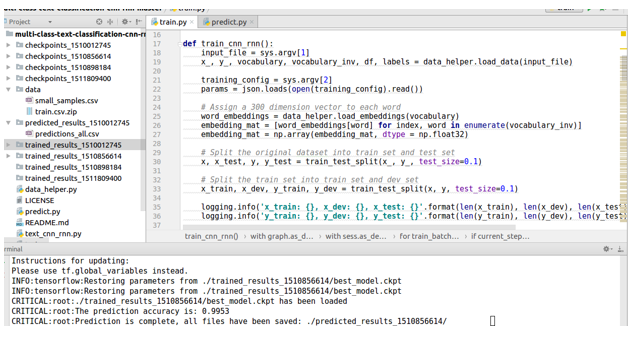 Project
train.py
predict.py
multi-class-text-classification-cnn-rn
checkpoints_1510012745
checkpoints_1510856614
checkpoints_1510898184
checkpoints_1511809400
data
small_samples.csv
train.csv.zip
predicted_results_1510012745
predictions_all.csv
trained_results_1510012745
trained_results_1510856614
trained_results_1510898184
trained_results_1511809400
data_helper.py
LICENSE
predict.py
README.md
text_cnn_rnn.py
16
17 def train_cnn_rnn():
18 input_file = sys.argv[1]
19 x_, y_, vocabulary, vocabulary_inv, df, labels = data_helper.load_data(input_file)
20
21 training_config = sys.argv[2]
22 params = json.loads(open(training_config).read())
23
24 # Assign a 300 dimension vector to each word
25 word_embeddings = data_helper.load_embeddings(vocabulary)
26 embedding_mat = [word_embeddings[word] for index, word in enumerate(vocabulary_inv)]
27 embedding_mat = np.array(embedding_mat, dtype = np.float32)
28
29 # Split the original dataset into train set and test set
30 x, x_test, y, y_test = train_test_split(x_, y_, test_size=0.1)
31
32 # Split the train set into train set and dev set
33 x_train, x_dev, y_train, y_dev = train_test_split(x, y, test_size=0.1)
34
35 logging.info('x_train: {}, x_dev: {}, x_test: {}'.format(len(x_train), len(x_dev), len(x_test)
36 logging.info('y_train: {}, y_dev: {}, y_test: {}'.format(len(y_train), len(y_dev), len(y_test)
37
train_cnn_rnn() › with graph.as_d… › with sess.as_de… › for train_batch… › if current_step…
rminal
Instructions for updating:
Please use tf.global_variables instead.
INFO:tensorflow:Restoring parameters from ./trained_results_1510856614/best_model.ckpt
INFO:tensorflow:Restoring parameters from ./trained_results_1510856614/best_model.ckpt
CRITICAL:root:./trained_results_1510856614/best_model.ckpt has been loaded
CRITICAL:root:The prediction accuracy is: 0.9953
CRITICAL:root:Prediction is complete, all files have been saved: ./predicted_results_1510856614/